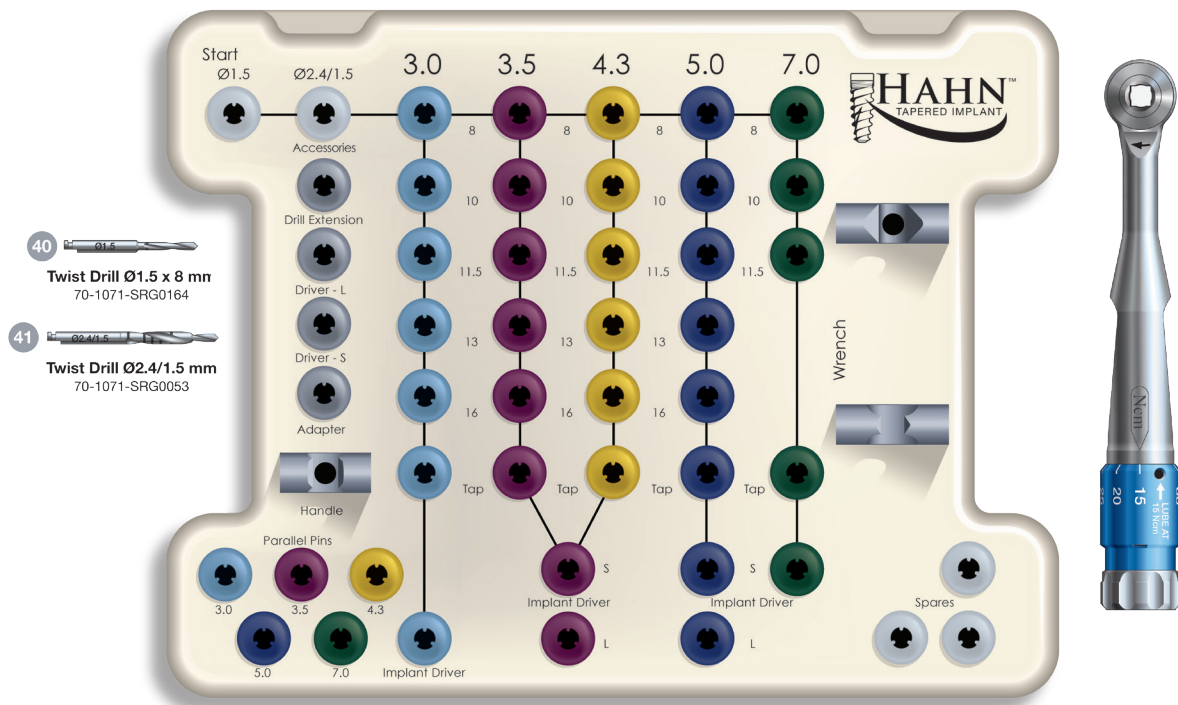 Start
Ø1.5
Ø2.4/1.5
3.0
3.5
4.3
5.0
7.0
HAHN™
TAPERED IMPLANT
8
8
8
8
Accessories
10
10
10
10
Drill Extension
11.5
11.5
11.5
11.5
Driver - L
13
13
13
Driver - S
16
16
16
Adapter
Tap
Tap
Tap
Tap
Handle
Wrench
40
Ø1.5
Twist Drill Ø1.5 x 8 mm
70-1071-SRG0164
41
Ø2.4/1.5
Twist Drill Ø2.4/1.5 mm
70-1071-SRG0053
Parallel Pins
3.0
3.5
4.3
5.0
7.0
Implant Driver
S
Implant Driver
L
S
Implant Driver
L
Spares
Ncm
20
15
LUBE AT
15 Ncm